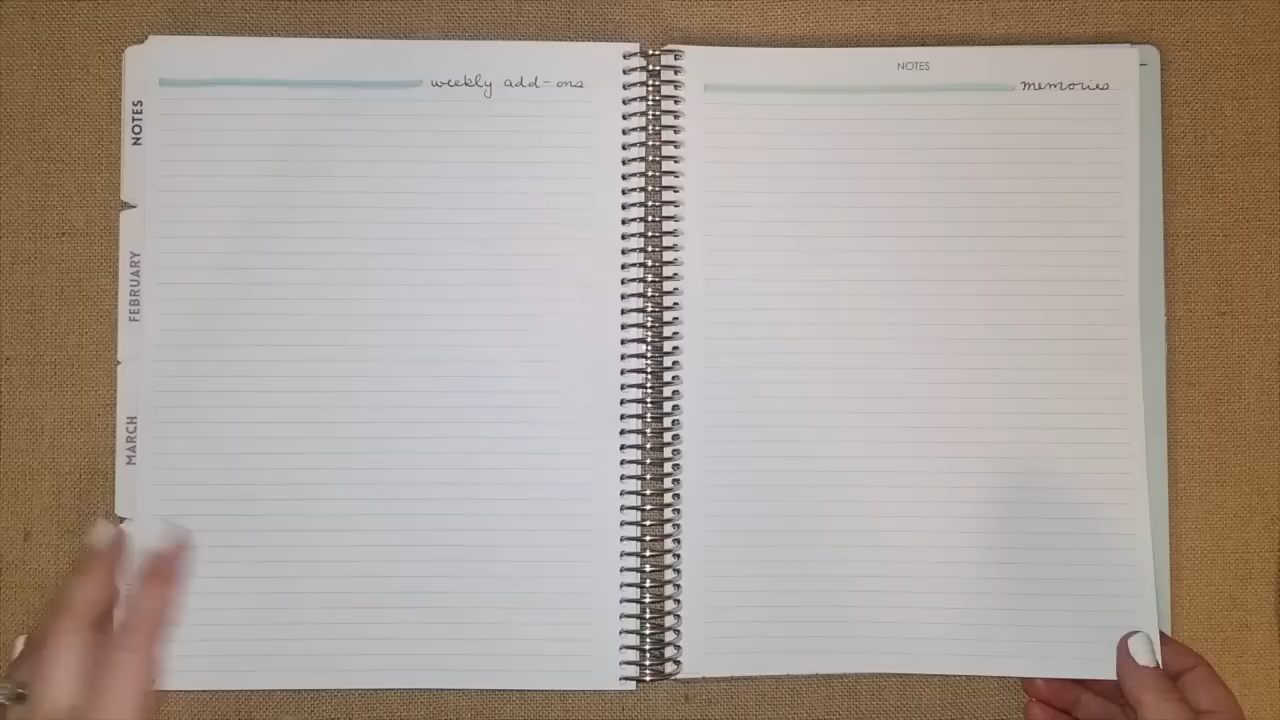 weekly add-ons
NOTES
memories
NOTES
FEBRUARY
MARCH